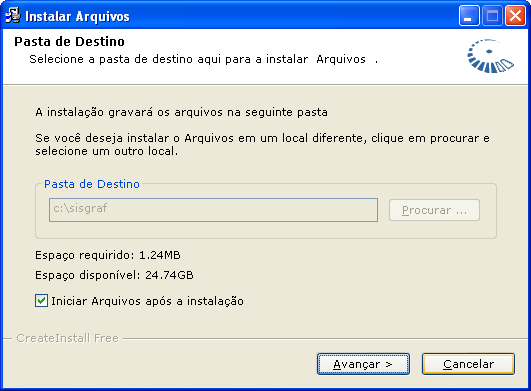 Instalar Arquivos
Pasta de Destino
Selecione a pasta de destino aqui para a instalar Arquivos .
A instalação gravará os arquivos na seguinte pasta
Se você deseja instalar o Arquivos em um local diferente, clique em procurar e
selecione um outro local.
Pasta de Destino
c:\sisgraf
Procurar ...
Espaço requirido: 1.24MB
Espaço disponível: 24.74GB
Iniciar Arquivos após a instalação
CreateInstall Free
Avançar >
Cancelar